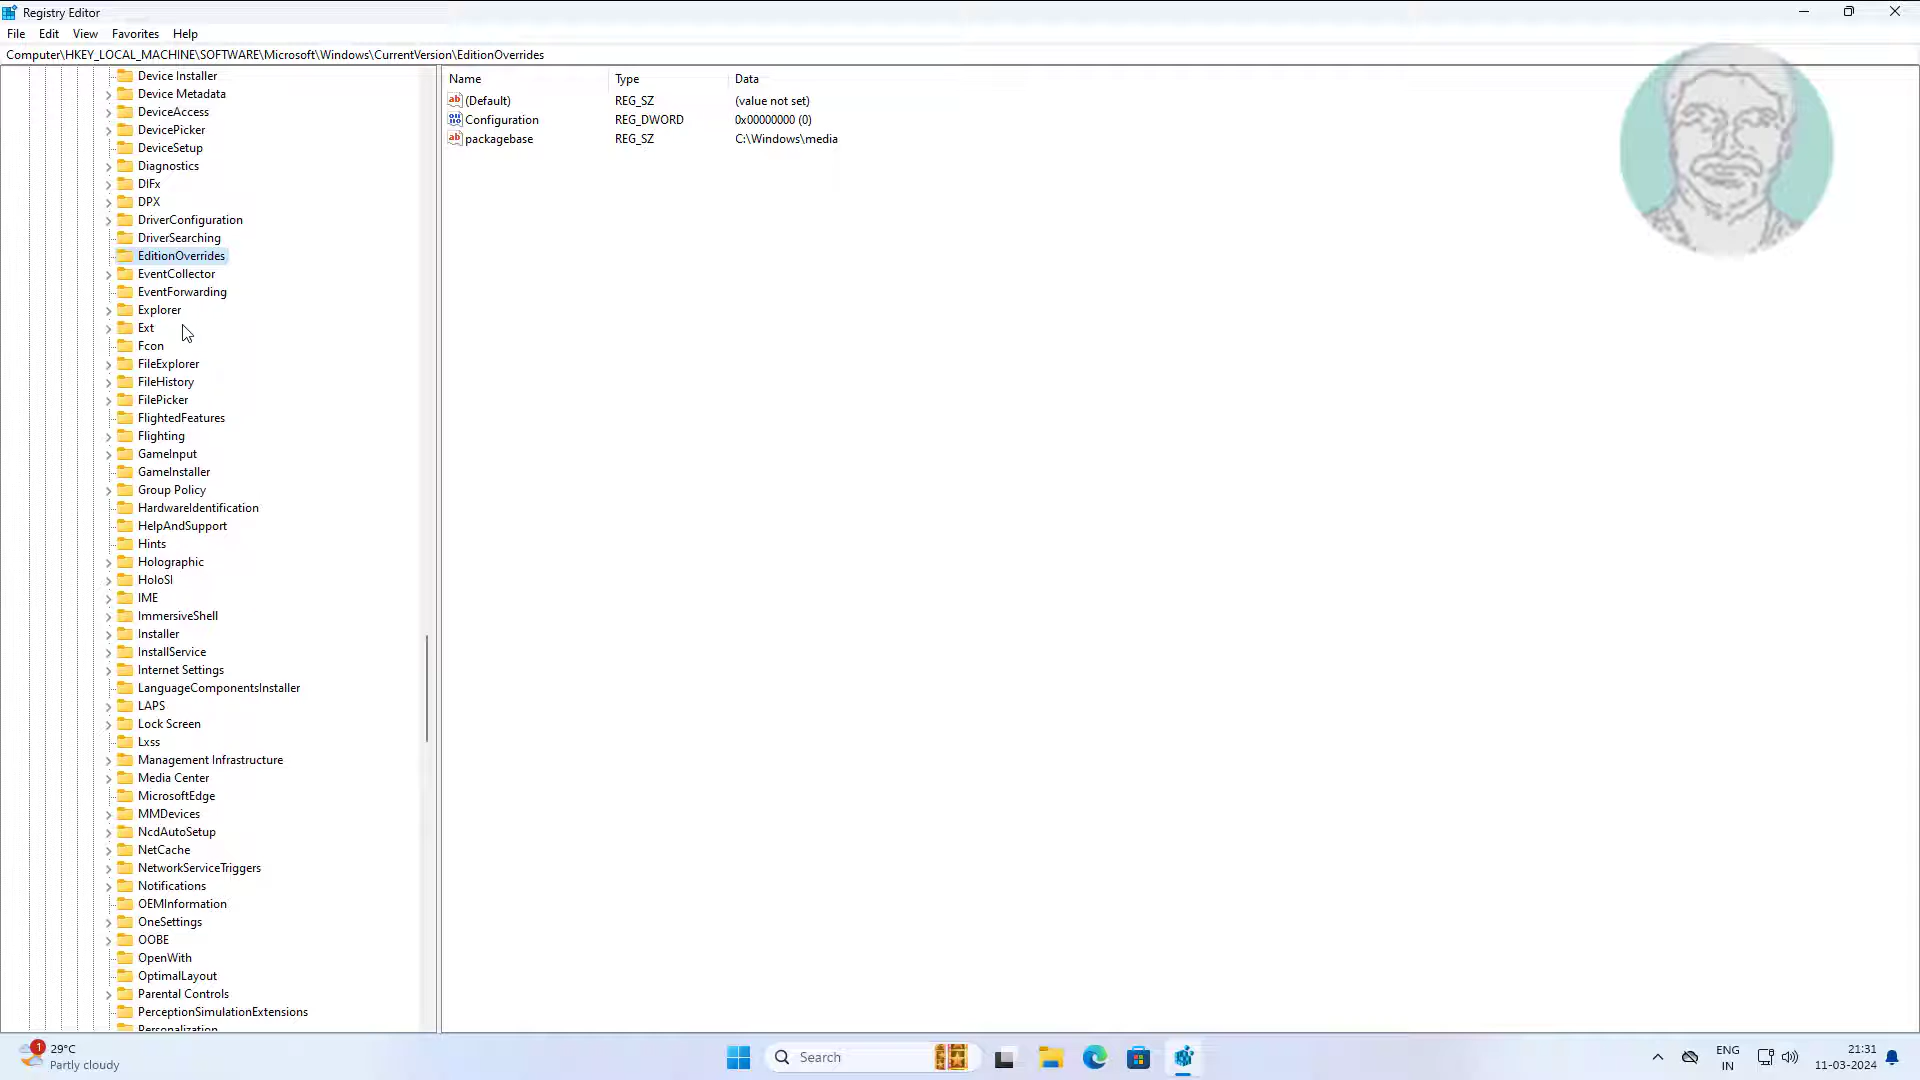 Registry Editor
File Edit View Favorites Help
Computer\HKEY_LOCAL_MACHINE\SOFTWARE\Microsoft\Windows\CurrentVersion\EditionOverrides
Device Installer
Device Metadata
DeviceAccess
DevicePicker
DeviceSetup
Diagnostics
DIFx
DPX
DriverConfiguration
DriverSearching
EditionOverrides
EventCollector
EventForwarding
Explorer
Ext
Fcon
FileExplorer
FileHistory
FilePicker
FlightedFeatures
Flighting
GameInput
GameInstaller
Group Policy
HardwareIdentification
HelpAndSupport
Hints
Holographic
HoloSI
IME
ImmersiveShell
Installer
InstallService
Internet Settings
LanguageComponentsInstaller
LAPS
Lock Screen
Lxss
Management Infrastructure
Media Center
MicrosoftEdge
MMDevices
NcdAutoSetup
NetCache
NetworkServiceTriggers
Notifications
OEMInformation
OneSettings
OOBE
OpenWith
OptimalLayout
Parental Controls
PerceptionSimulationExtensions
Personalization
Name Type Data
(Default) REG_SZ (value not set)
Configuration REG_DWORD 0x00000000 (0)
packagebase REG_SZ C:\Windows\media
1
29°C
Partly cloudy
Search
ENG
IN
21:31
11-03-2024